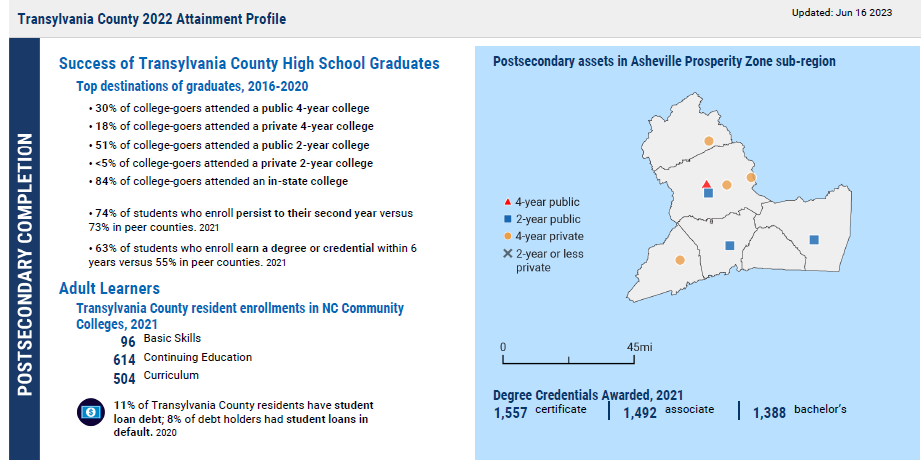 Transylvania County 2022 Attainment Profile
Updated: Jun 16 2023
POSTSECONDARY COMPLETION
Success of Transylvania County High School Graduates
Top destinations of graduates, 2016-2020
• 30% of college-goers attended a public 4-year college
• 18% of college-goers attended a private 4-year college
• 51% of college-goers attended a public 2-year college
• <5% of college-goers attended a private 2-year college
• 84% of college-goers attended an in-state college
• 74% of students who enroll persist to their second year versus
73% in peer counties. 2021
• 63% of students who enroll earn a degree or credential within 6
years versus 55% in peer counties. 2021
Adult Learners
Transylvania County resident enrollments in NC Community
Colleges, 2021
96 Basic Skills
614 Continuing Education
504 Curriculum
11% of Transylvania County residents have student
loan debt; 8% of debt holders had student loans in
default. 2020
Postsecondary assets in Asheville Prosperity Zone sub-region
4-year public
2-year public
4-year private
2-year or less
private
0 45mi
Degree Credentials Awarded, 2021
1,557 certificate 1,492 associate 1,388 bachelor's